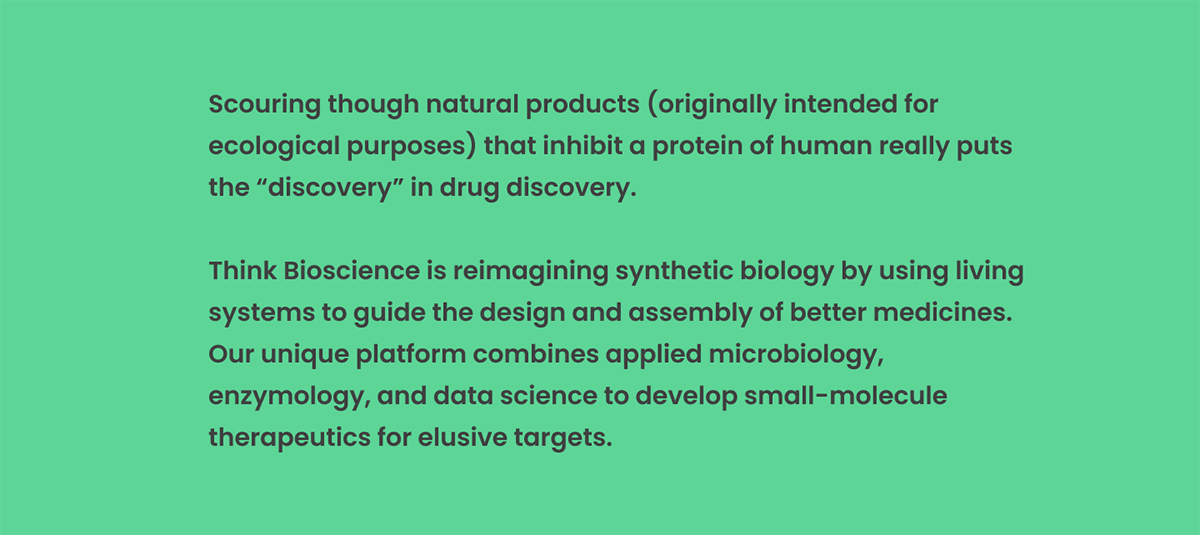 Scouring though natural products (originally intended for
ecological purposes) that inhibit a protein of human really puts
the “discovery” in drug discovery.
Think Bioscience is reimagining synthetic biology by using living
systems to guide the design and assembly of better medicines.
Our unique platform combines applied microbiology,
enzymology, and data science to develop small-molecule
therapeutics for elusive targets.